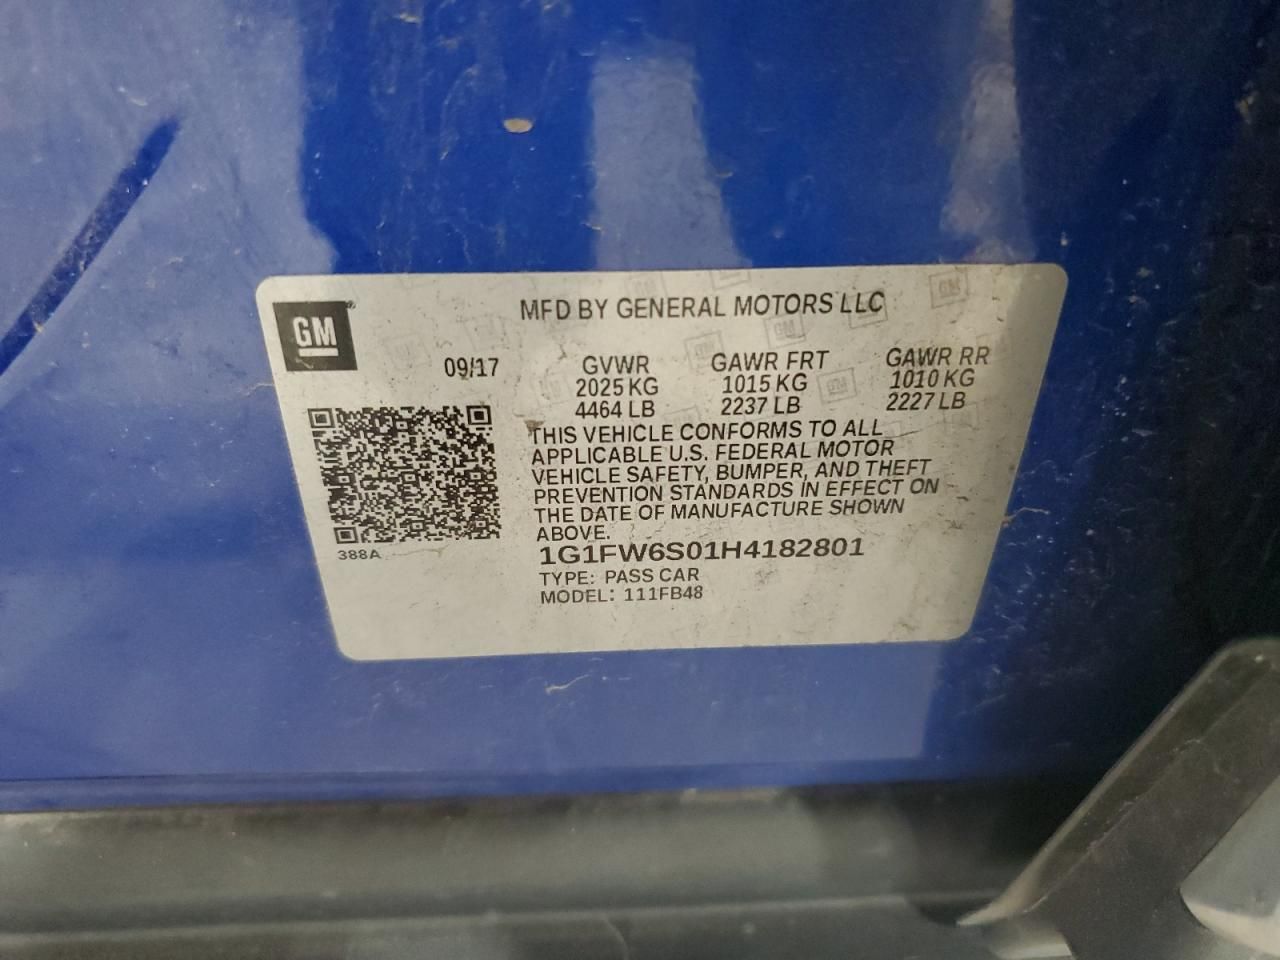 GM
MFD BY GENERAL MOTORS LLC
09/17
GVWR GAWR FRT GAWR RR
2025 KG 1015 KG 1010 KG
4464 LB 2237 LB 2227 LB
THIS VEHICLE CONFORMS TO ALL
APPLICABLE U.S. FEDERAL MOTOR
VEHICLE SAFETY, BUMPER, AND THEFT
PREVENTION STANDARDS IN EFFECT ON
THE DATE OF MANUFACTURE SHOWN
ABOVE.
388A
1G1FW6S01H4182801
TYPE: PASS CAR
MODEL: 111FB48